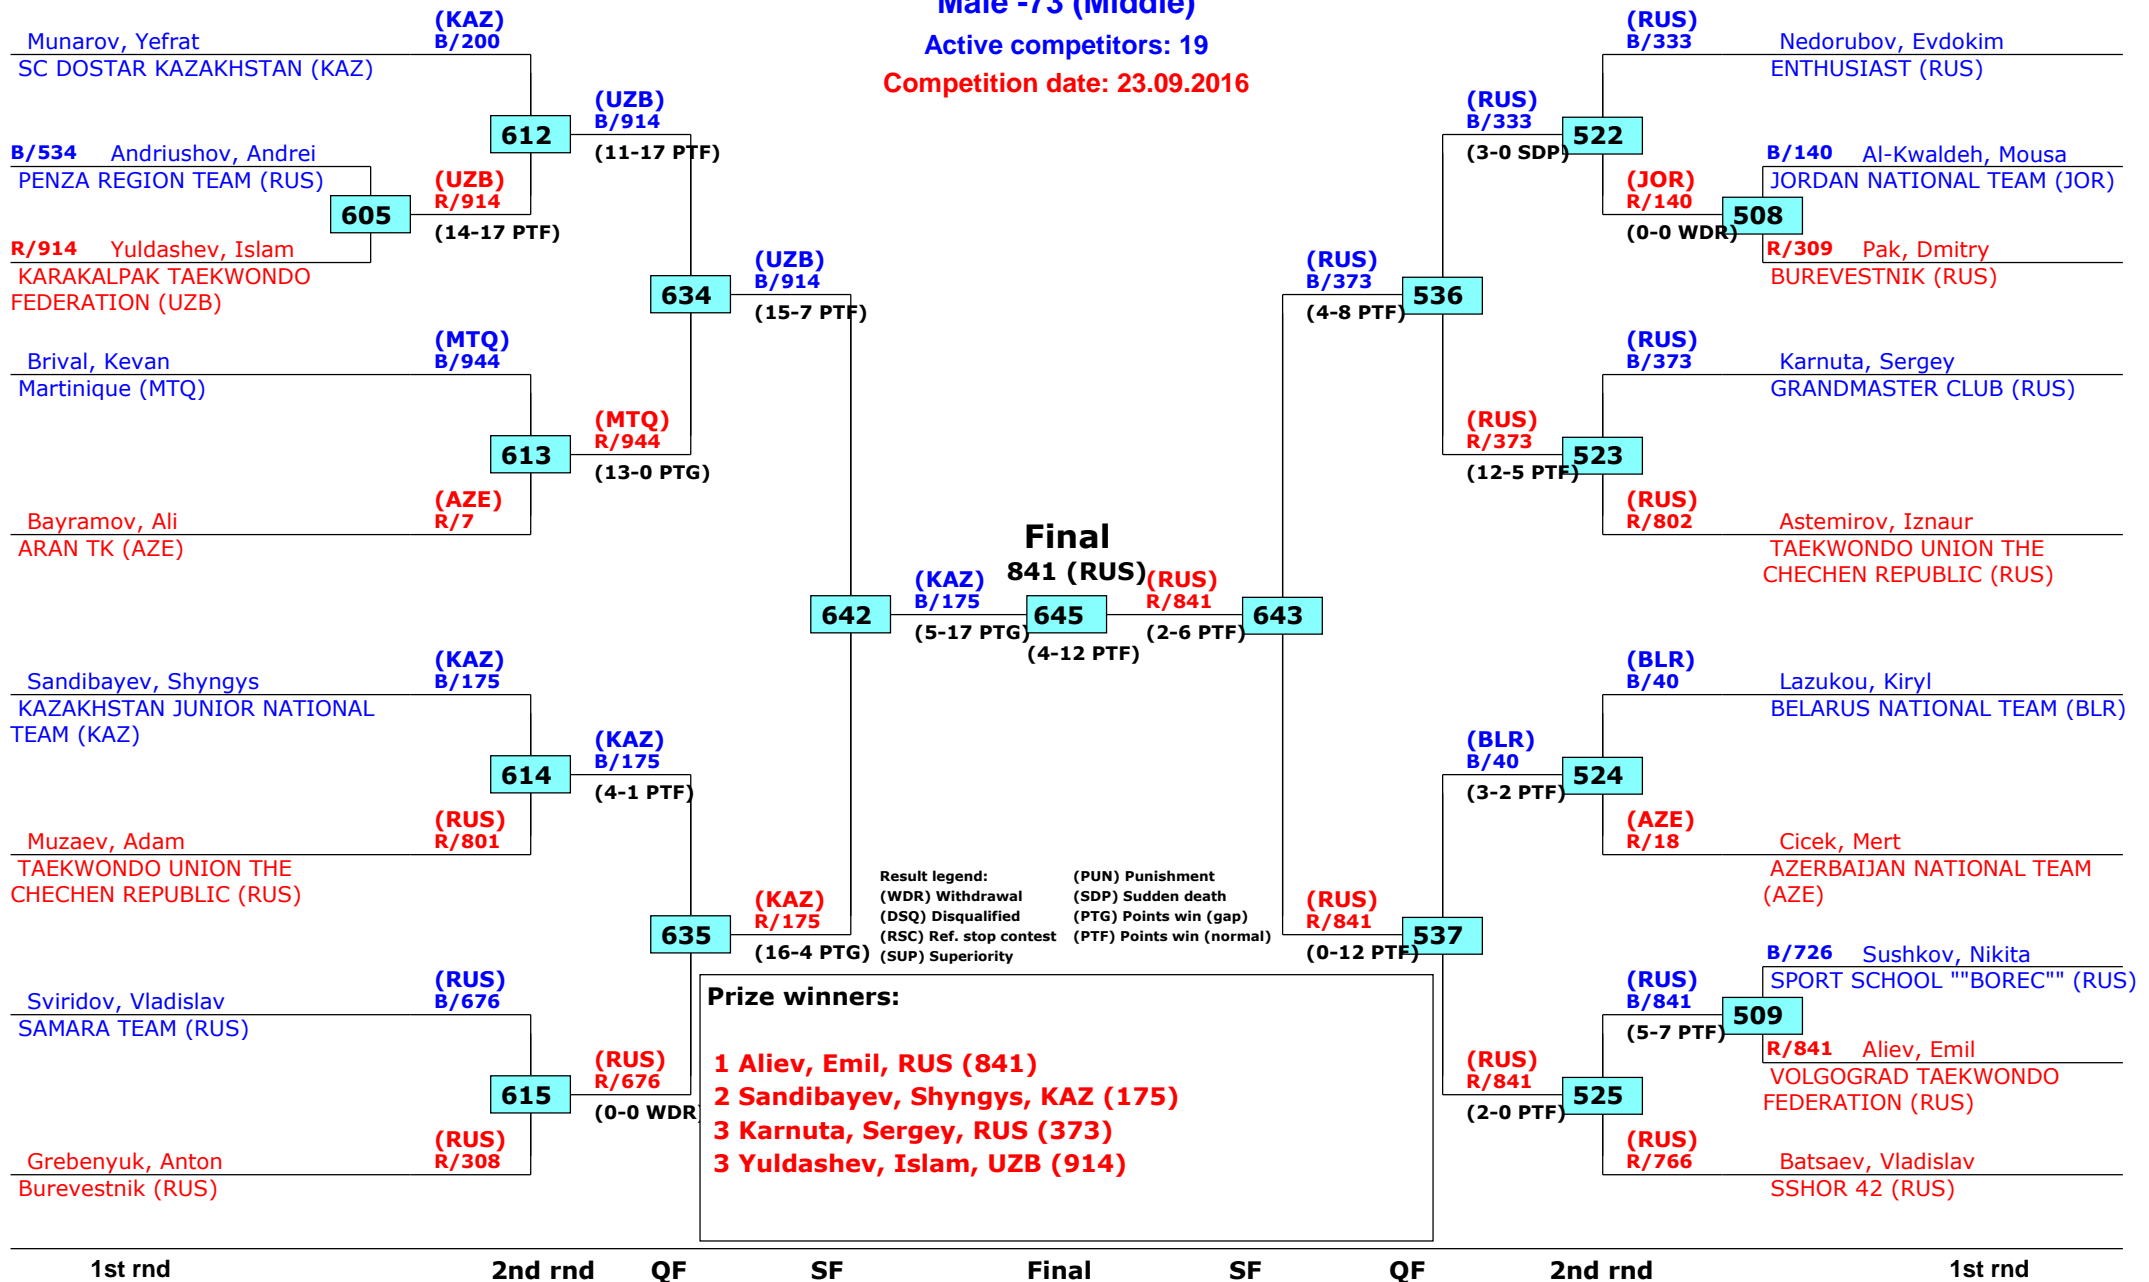 Male -73 (Middle)
Active competitors: 19
Competition date: 23.09.2016
(KAZ)
Munarov, Yefrat B/200
SC DOSTAR KAZAKHSTAN (KAZ)
(UZB)
B/914
612
(11-17 PTF)
B/534 Andriushov, Andrei
PENZA REGION TEAM (RUS)
(UZB)
R/914
605
(14-17 PTF)
R/914 Yuldashev, Islam
KARAKALPAK TAEKWONDO
FEDERATION (UZB)
(UZB)
B/914
634
(15-7 PTF)
(MTQ)
Brival, Kevan B/944
Martinique (MTQ)
(MTQ)
R/944
613
(13-0 PTG)
(AZE)
Bayramov, Ali R/7
ARAN TK (AZE)
Final
841 (RUS)
(KAZ)
B/175
642
(5-17 PTG)
645
(4-12 PTF)
(RUS)
R/841
643
(2-6 PTF)
(KAZ)
Sandibayev, Shyngys B/175
KAZAKHSTAN JUNIOR NATIONAL
TEAM (KAZ)
(KAZ)
B/175
614
(4-1 PTF)
(RUS)
Muzaev, Adam R/801
TAEKWONDO UNION THE
CHECHEN REPUBLIC (RUS)
(KAZ)
R/175
635
(16-4 PTG)
(RUS)
Sviridov, Vladislav B/676
SAMARA TEAM (RUS)
(RUS)
R/676
615
(0-0 WDR)
(RUS)
Grebenyuk, Anton R/308
Burevestnik (RUS)
(RUS)
B/333 Nedorubov, Evdokim
ENTHUSIAST (RUS)
(RUS)
B/333
522
(3-0 SDP)
B/140 Al-Kwaldeh, Mousa
JORDAN NATIONAL TEAM (JOR)
(JOR)
R/140
508
(0-0 WDR)
R/309 Pak, Dmitry
BUREVESTNIK (RUS)
(RUS)
B/373
536
(4-8 PTF)
(RUS)
B/373 Karnuta, Sergey
GRANDMASTER CLUB (RUS)
(RUS)
R/373
523
(12-5 PTF)
(RUS)
R/802 Astemirov, Iznaur
TAEKWONDO UNION THE
CHECHEN REPUBLIC (RUS)
(BLR)
B/40 Lazukou, Kiryl
BELARUS NATIONAL TEAM (BLR)
(BLR)
B/40
524
(3-2 PTF)
(AZE)
R/18 Cicek, Mert
AZERBAIJAN NATIONAL TEAM
(AZE)
(RUS)
R/841
537
(0-12 PTF)
B/726 Sushkov, Nikita
SPORT SCHOOL ""BOREC"" (RUS)
(RUS)
B/841
509
(5-7 PTF)
R/841 Aliev, Emil
VOLGOGRAD TAEKWONDO
FEDERATION (RUS)
(RUS)
R/841
525
(2-0 PTF)
(RUS)
R/766 Batsaev, Vladislav
SSHOR 42 (RUS)
Result legend: (PUN) Punishment
(WDR) Withdrawal (SDP) Sudden death
(DSQ) Disqualified (PTG) Points win (gap)
(RSC) Ref. stop contest (PTF) Points win (normal)
(SUP) Superiority
Prize winners:
1 Aliev, Emil, RUS (841)
2 Sandibayev, Shyngys, KAZ (175)
3 Karnuta, Sergey, RUS (373)
3 Yuldashev, Islam, UZB (914)
1st rnd 2nd rnd QF SF Final SF QF 2nd rnd 1st rnd